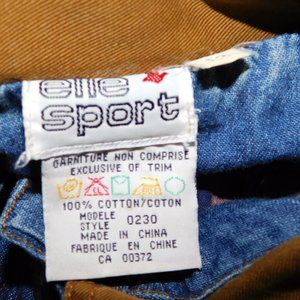 elle
sport
GARNITURE NON COMPRISE
EXCLUSIVE OF TRIM
100% COTTON/COTON
MODELE
STYLE 0230
MADE IN CHINA
FABRIQUE EN CHINE
CA 00372